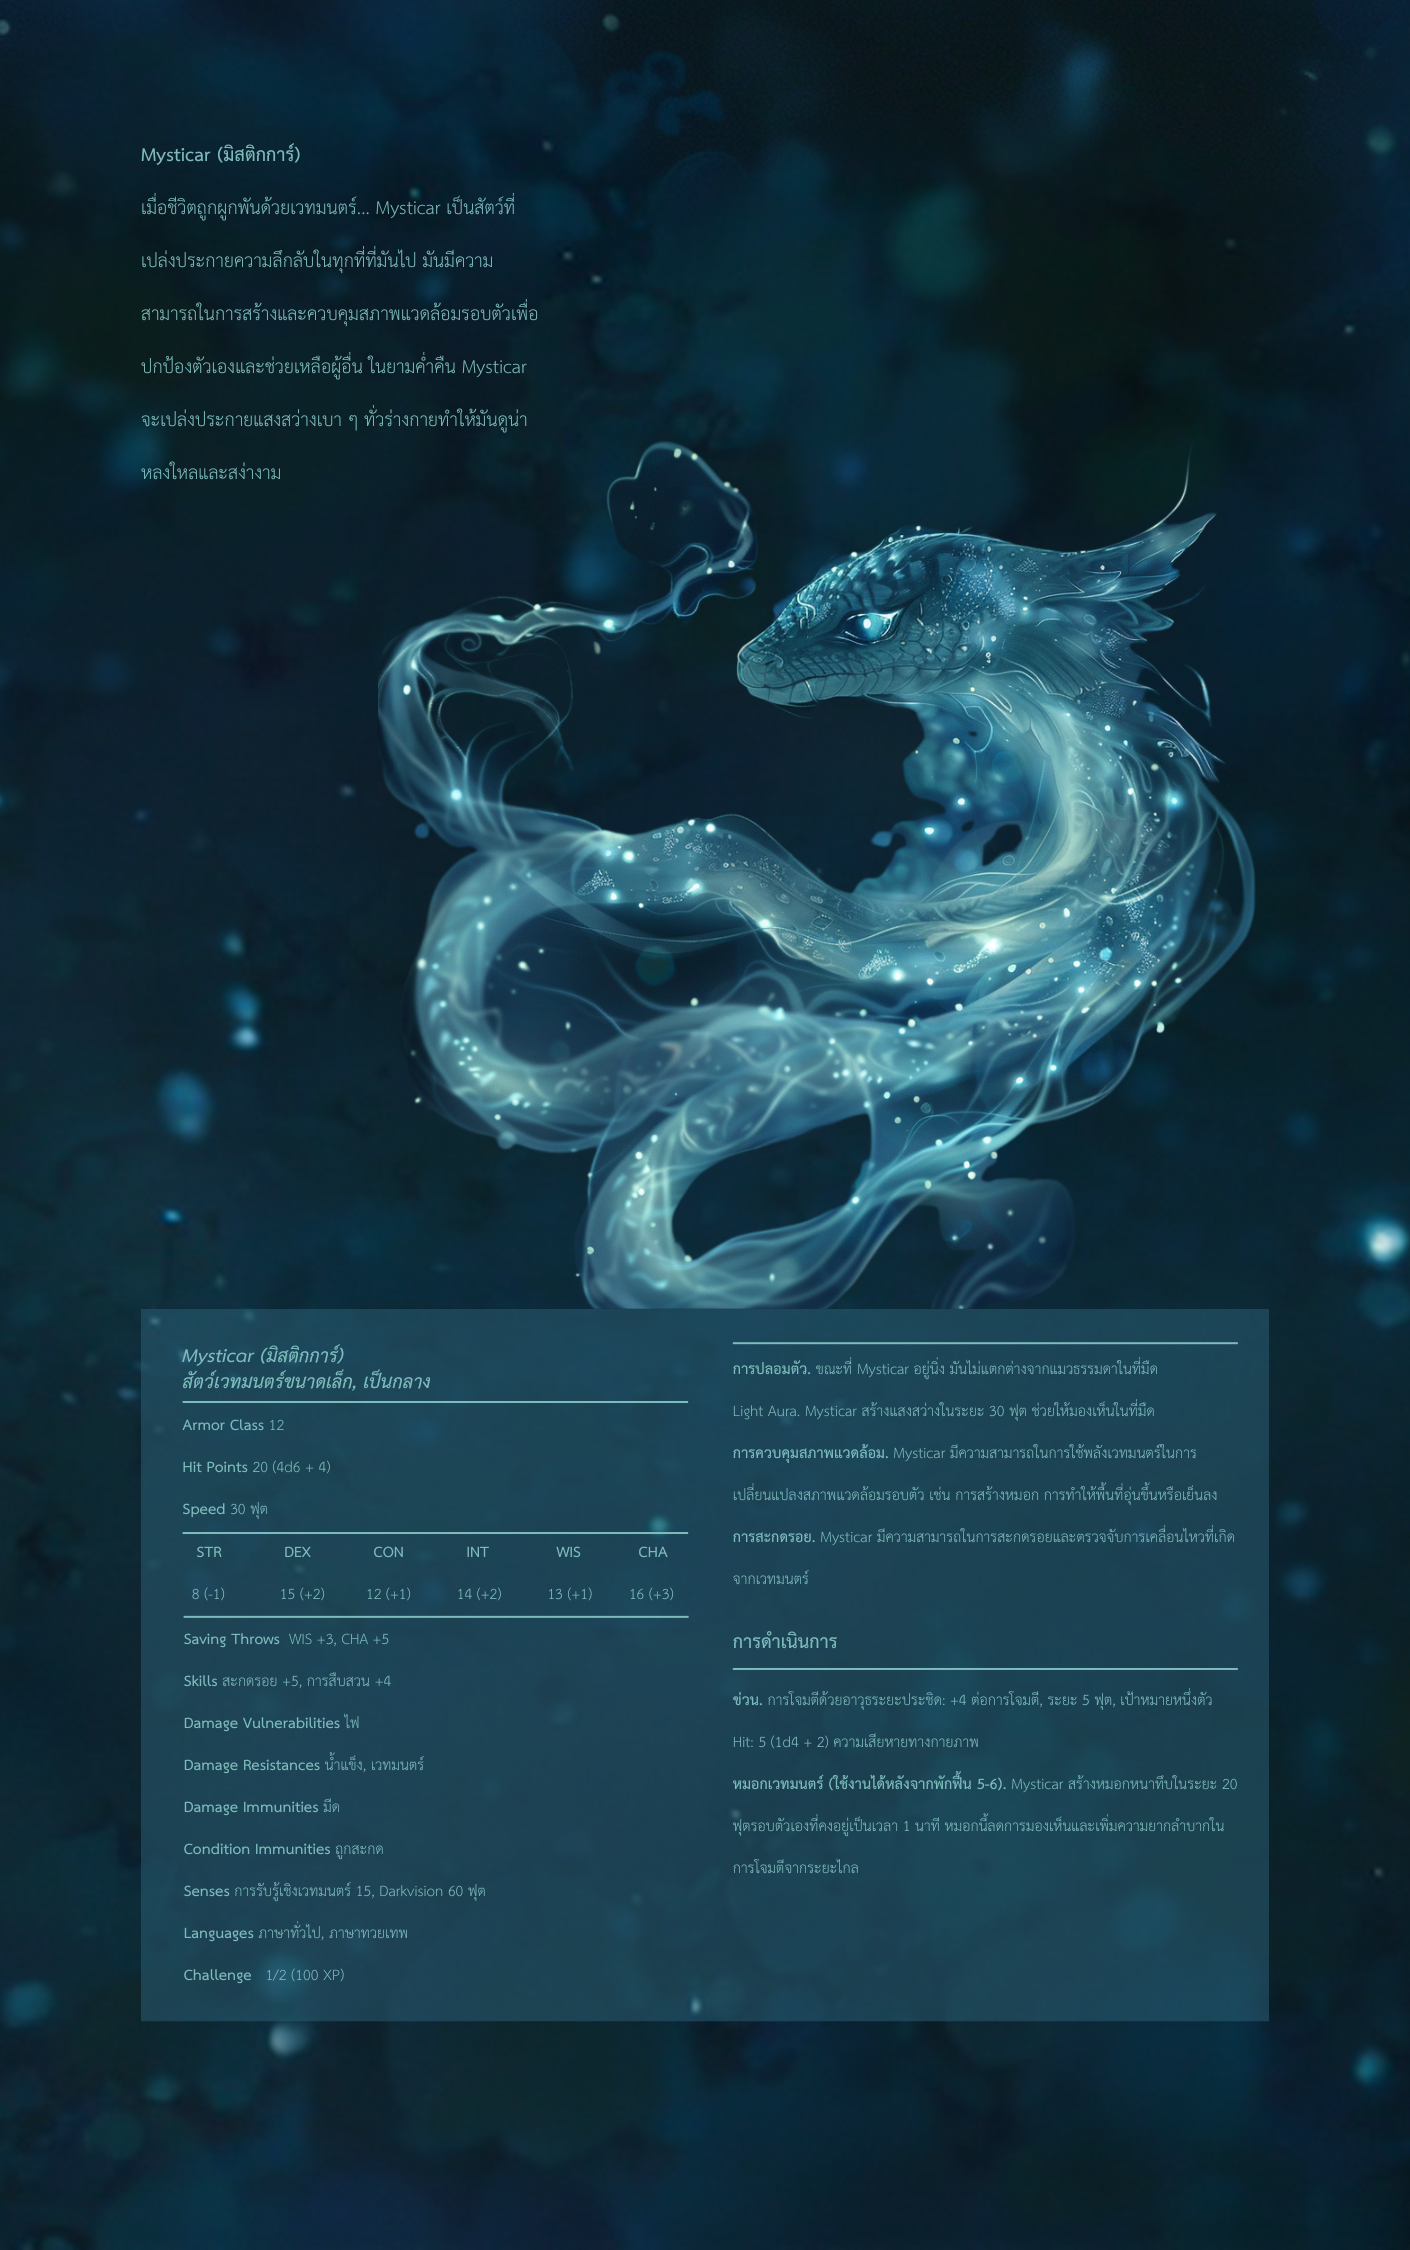 Mysticar (มิสติกการ์)
เมื่อชีวิตถูกผูกพันด้วยเวทมนตร์... Mysticar เป็นสัตว์ที่
เปล่งประกายความลึกลับในทุกที่ที่มันไป มันมีความ
สามารถในการสร้างและควบคุมสภาพแวดล้อมรอบตัวเพื่อ
ปกป้องตัวเองและช่วยเหลือผู้อื่น ในยามค่ำคืน Mysticar
จะเปล่งประกายแสงสว่างเบา ๆ ทั่วร่างกายทำให้มันดูน่า
หลงใหลและสง่างาม
Mysticar (มิสติกการ์)
สัตว์เวทมนตร์ขนาดเล็ก, เป็นกลาง
Armor Class 12
Hit Points 20 (4d6 + 4)
Speed 30 ฟุต
STR DEX CON INT WIS CHA
8 (-1) 15 (+2) 12 (+1) 14 (+2) 13 (+1) 16 (+3)
Saving Throws WIS +3, CHA +5
Skills สะกดรอย +5, การสืบสวน +4
Damage Vulnerabilities ไฟ
Damage Resistances น้ำแข็ง, เวทมนตร์
Damage Immunities มืด
Condition Immunities ถูกสะกด
Senses การรับรู้เชิงเวทมนตร์ 15, Darkvision 60 ฟุต
Languages ภาษาทั่วไป, ภาษาทวยเทพ
Challenge 1/2 (100 XP)
การปลอมตัว. ขณะที่ Mysticar อยู่นิ่ง มันไม่แตกต่างจากแมวธรรมดาในที่มืด
Light Aura. Mysticar สร้างแสงสว่างในระยะ 30 ฟุต ช่วยให้มองเห็นในที่มืด
การควบคุมสภาพแวดล้อม. Mysticar มีความสามารถในการใช้พลังเวทมนตร์ในการ
เปลี่ยนแปลงสภาพแวดล้อมรอบตัว เช่น การสร้างหมอก การทำให้พื้นที่อุ่นขึ้นหรือเย็นลง
การสะกดรอย. Mysticar มีความสามารถในการสะกดรอยและตรวจจับการเคลื่อนไหวที่เกิด
จากเวทมนตร์
การดำเนินการ
ข่วน. การโจมตีด้วยอาวุธระยะประชิด: +4 ต่อการโจมตี, ระยะ 5 ฟุต, เป้าหมายหนึ่งตัว
Hit: 5 (1d4 + 2) ความเสียหายทางกายภาพ
หมอกเวทมนตร์ (ใช้งานได้หลังจากพักฟื้น 5-6). Mysticar สร้างหมอกหนาทึบในระยะ 20
ฟุตรอบตัวเองที่คงอยู่เป็นเวลา 1 นาที หมอกนี้ลดการมองเห็นและเพิ่มความยากลำบากใน
การโจมตีจากระยะไกล